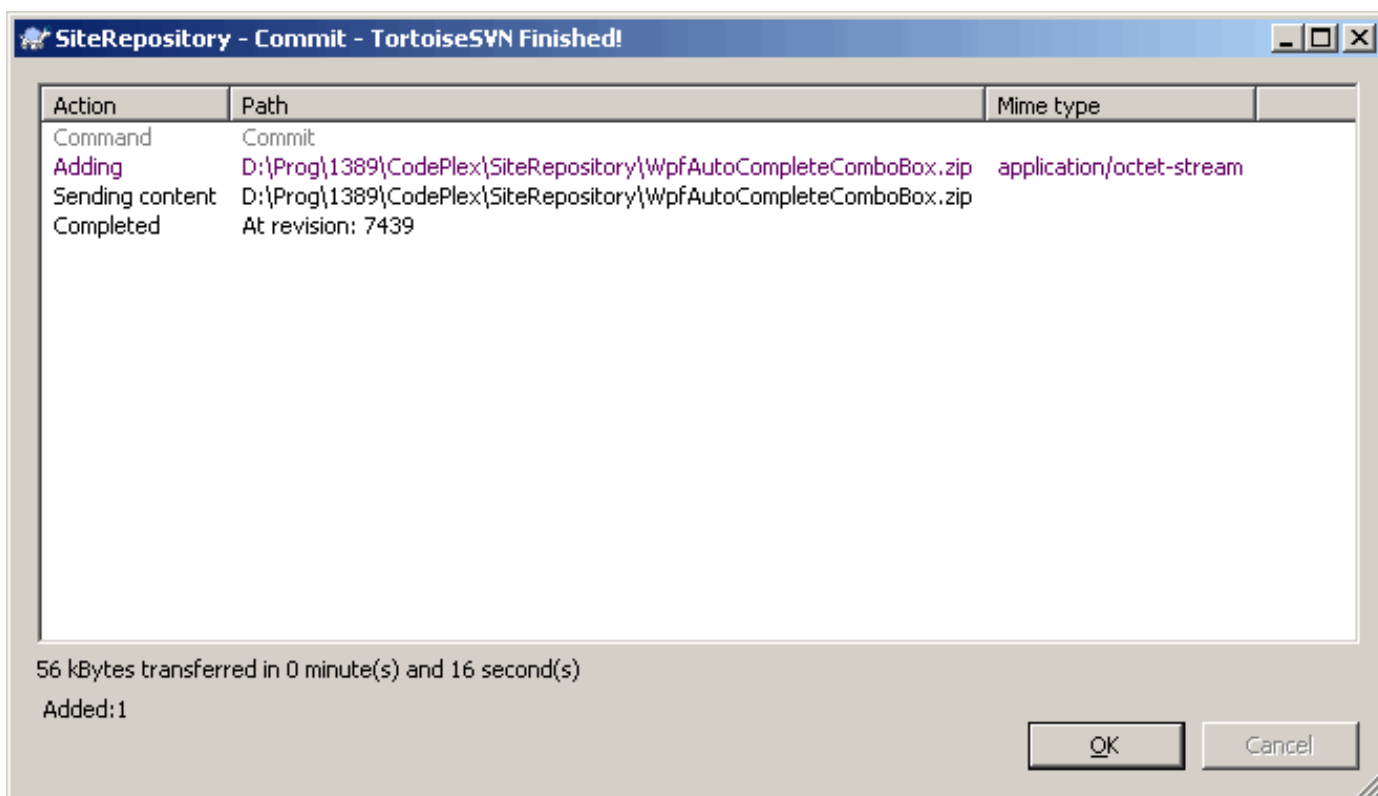 SiteRepository - Commit - TortoiseSVN Finished!
Action Path Mime type
Command Commit
Adding D:\Prog\1389\CodePlex\SiteRepository\WpfAutoCompleteComboBox.zip application/octet-stream
Sending content D:\Prog\1389\CodePlex\SiteRepository\WpfAutoCompleteComboBox.zip
Completed At revision: 7439
56 kBytes transferred in 0 minute(s) and 16 second(s)
Added:1
OK Cancel